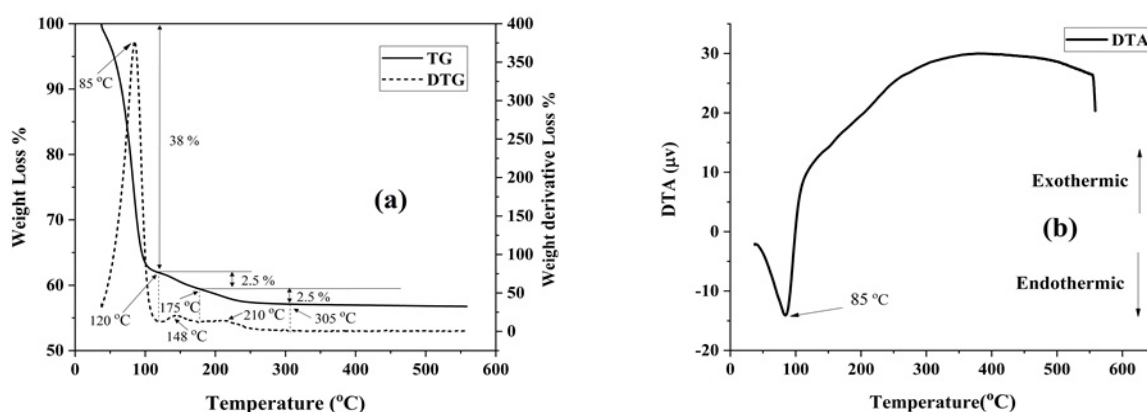 100
90
80
70
60
50
Weight Loss %
0
100
200
300
400
500
600
Temperature (°C)
400
350
300
250
200
150
100
50
0
Weight derivative Loss %
TG
DTG
85 °C
38 %
(a)
2.5 %
2.5 %
120 °C
175 °C
148 °C
210 °C
305 °C
40
30
20
10
0
-10
-20
DTA (μv)
0
100
200
300
400
500
600
Temperature(°C)
DTA
Exothermic
(b)
Endothermic
85 °C